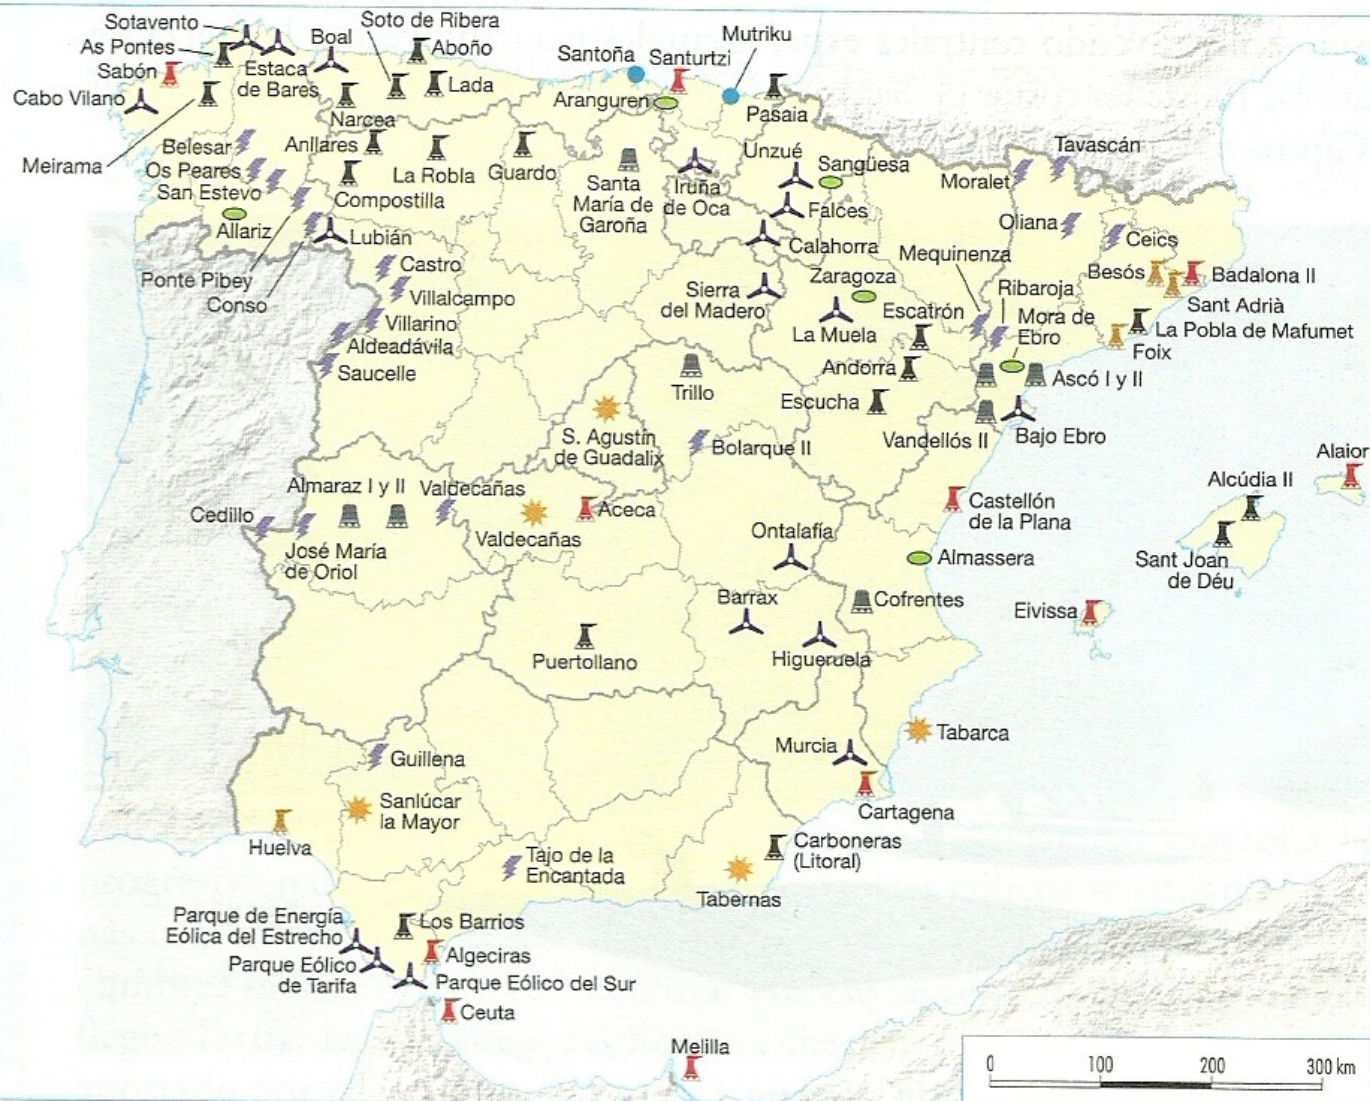 Sotavento
As Pontes
Sabón
Cabo Vilano
Meirama
Estaca
de Bares
Boal
Soto de Ribera
Aboño
Lada
Narcea
Santoña
Santurtzi
Mutriku
Aranguren
Pasaia
Belesar
Os Peares
San Estevo
Allariz
Ponte Pibey
Conso
Anllares
Compostilla
La Robla
Guardo
Santa
María de
Garoña
Iruña
de Oca
Unzué
Sangüesa
Falces
Calahorra
Lubián
Castro
Villalcampo
Villarino
Aldeadávila
Saucelle
Sierra
del Madero
Zaragoza
La Muela
Escatrón
Mequinenza
Ribaroja
Mora de
Ebro
Moralet
Tavascán
Oliana
Ceics
Besós
Badalona II
Sant Adrià
La Pobla de Mafumet
Foix
Andorra
Escucha
Ascó I y II
Vandellós II
Bajo Ebro
Trillo
S. Agustín
de Guadalix
Bolarque II
Almaraz I y II
Valdecañas
Cedillo
José María
de Oriol
Valdecañas
Aceca
Castellón
de la Plana
Alaior
Alcúdia II
Sant Joan
de Déu
Eivissa
Ontalafía
Almassera
Cofrentes
Barrax
Higueruela
Puertollano
Tabarca
Murcia
Cartagena
Guillena
Sanlúcar
la Mayor
Huelva
Tajo de la
Encantada
Carboneras
(Litoral)
Tabernas
Parque de Energía
Eólica del Estrecho
Los Barrios
Parque Eólico
de Tarifa
Algeciras
Parque Eólico del Sur
Ceuta
Melilla
0 100 200 300 km